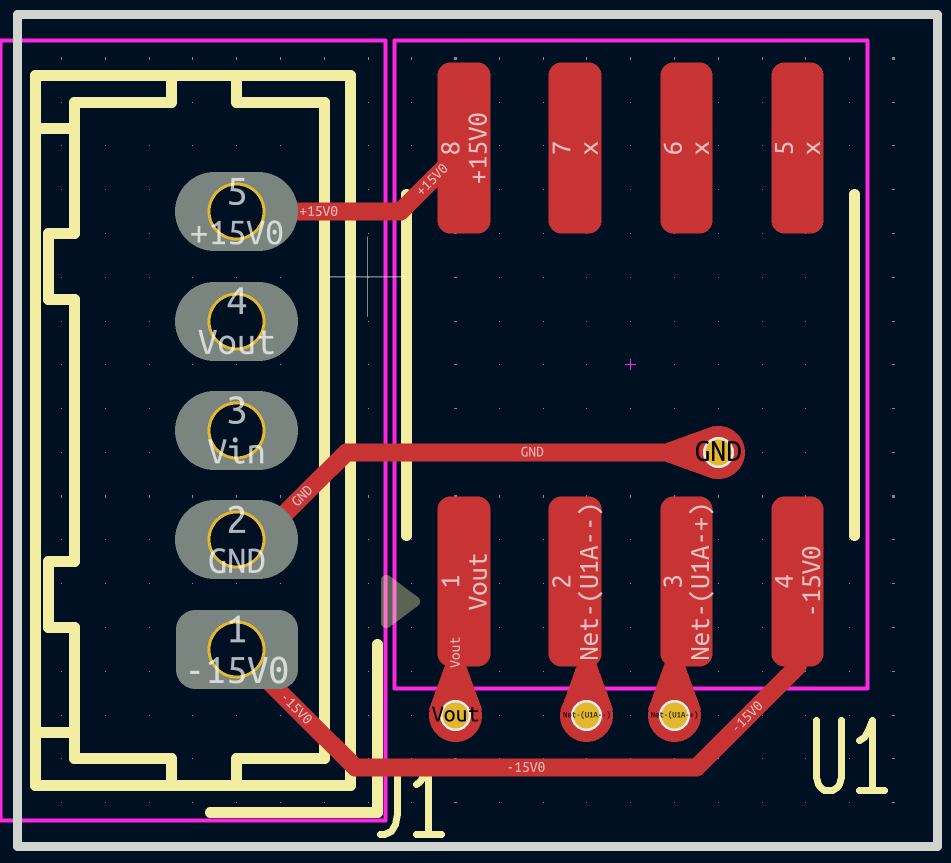 5
+15V0
4
Vout
3
Vin
2
GND
1
-15V0
+15V0
+15V0
8
+15V0
7
x
6
x
5
x
GND
GND
GND
1
Vout
Vout
2
Net-(U1A--)
3
Net-(U1A-+)
4
-15V0
Vout
Net-(U1A--)
Net-(U1A-+)
-15V0
-15V0
-15V0
J1
U1